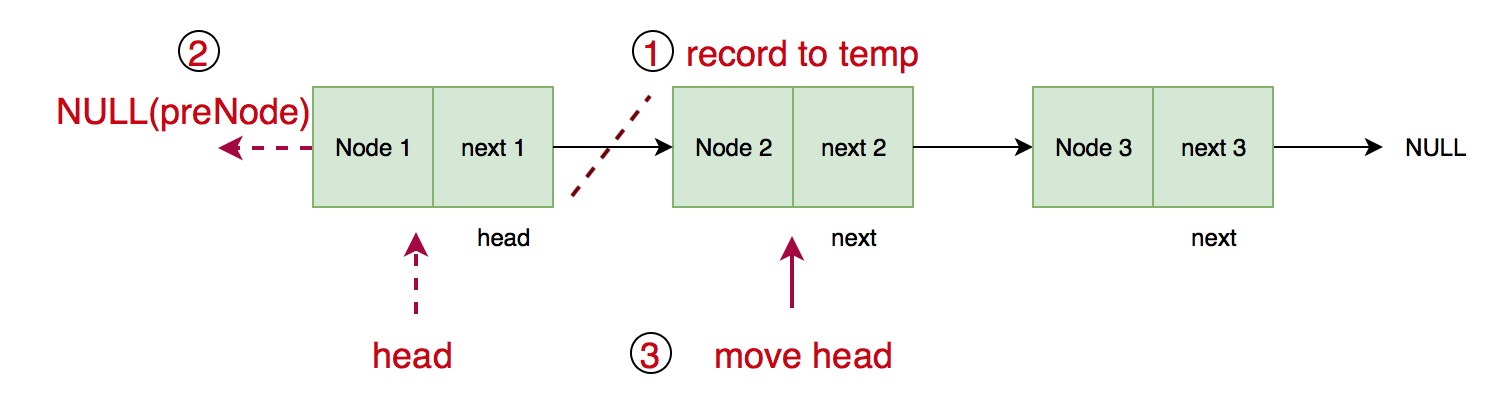 ② ① record to temp
NULL(preNode)
Node 1 next 1 Node 2 next 2 Node 3 next 3 NULL
head next next
head ③ move head